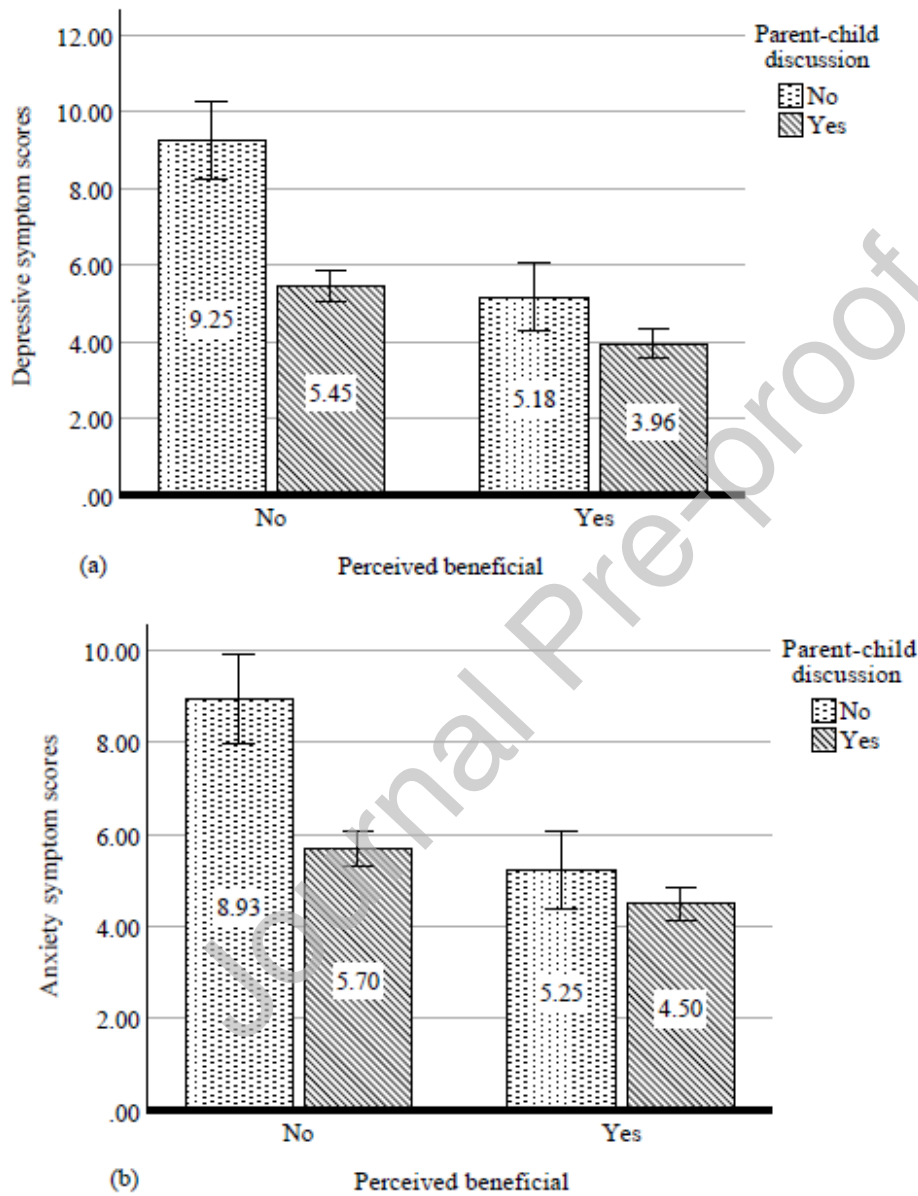 Parent-child
discussion
No
Yes
12.00
10.00
8.00
6.00
4.00
2.00
.00
Depressive symptom scores
9.25
5.45
5.18
3.96
No
Yes
(a)
Perceived beneficial
Parent-child
discussion
No
Yes
10.00
8.00
6.00
4.00
2.00
.00
Anxiety symptom scores
8.93
5.70
5.25
4.50
No
Yes
(b)
Perceived beneficial
Journal Pre-proof